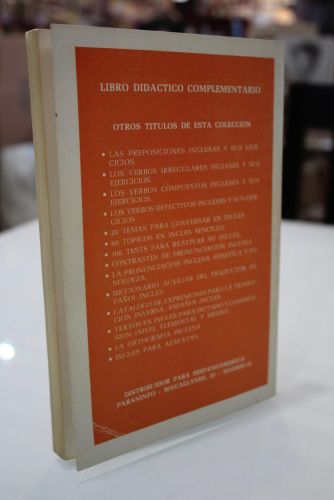 LIBRO DIDACTICO COMPLEMENTARIO
OTROS TITULOS DE ESTA COLECCION
• LAS PREPOSICIONES INGLESAS Y SUS EJER-
CICIOS.
• LOS VERBOS IRREGULARES INGLESES Y SUS
EJERCICIOS.
• LOS VERBOS COMPUESTOS INGLESES Y SUS
EJERCICIOS.
• LOS VERBOS DEFECTIVOS INGLESES Y SUS EJER-
CICIOS.
• 20 TEMAS PARA CONVERSAR EN INGLES.
• 60 TOPICOS EN INGLES SENCILLO.
• 100 TESTS PARA REAVIVAR SU INGLES.
• CONTRASTES DE PRONUNCIACION INGLESA.
• LA PRONUNCIACION INGLESA. FONETICA Y FO-
NOLOGIA.
• DICCIONARIO AUXILIAR DEL TRADUCTOR. ES-
PAÑOL-INGLES.
• CATALOGO DE EXPRESIONES PARA LA TRADUC-
CION INVERSA: ESPAÑOL-INGLES.
• TEXTOS EN INGLES PARA DICTADO Y COMPREN-
SION. (NIVEL ELEMENTAL Y MEDIO).
• LA ORTOGRAFIA INGLESA.
• INGLES PARA AZAFATAS.
DISTRIBUIDOR PARA HISPANOAMERICA:
PARANINFO - MAGALLANES, 25 - MADRID-15